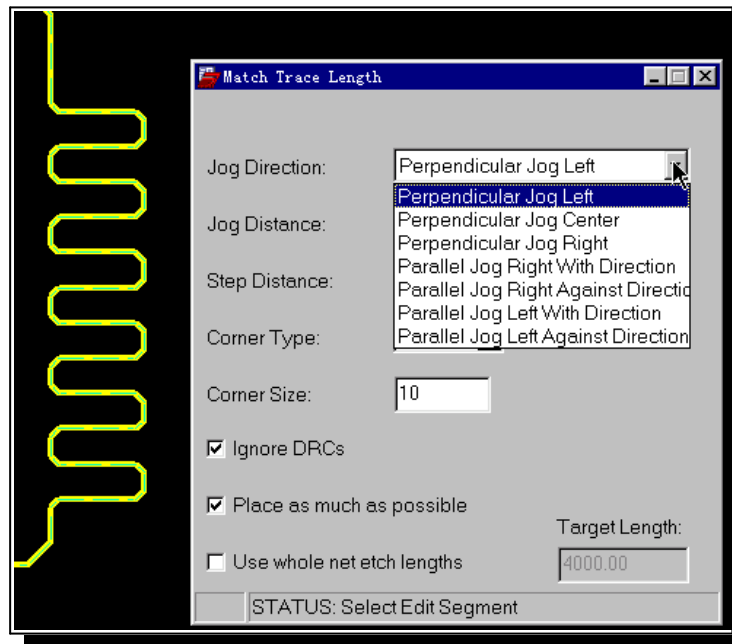 Match Trace Length
Jog Direction: Perpendicular Jog Left
Perpendicular Jog Left
Perpendicular Jog Center
Jog Distance:
Perpendicular Jog Right
Parallel Jog Right With Direction
Step Distance:
Parallel Jog Right Against Directio
Parallel Jog Left With Direction
Corner Type:
Parallel Jog Left Against Direction
Corner Size: 10
Ignore DRCs
Place as much as possible
Target Length:
Use whole net etch lengths 4000.00
STATUS: Select Edit Segment